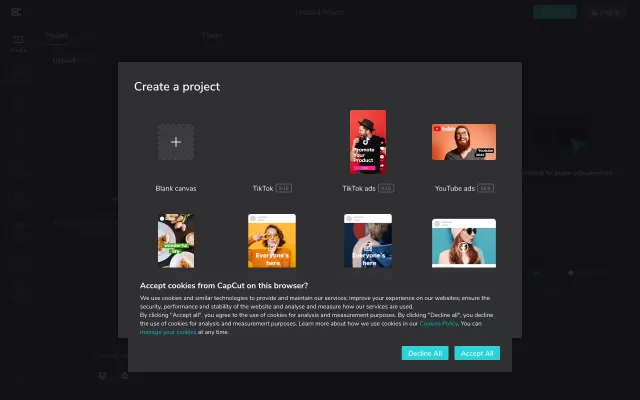 Untitled Project
Project
Player
Media
Upload
Create a project
Promote
Your
Product
YouTube
Blank canvas
TikTok 9:16
TikTok ads 9:16
YouTube ads 16:9
wonderful
life
Everyone's
here
Everyone's
here
Accept cookies from CapCut on this browser?
We use cookies and similar technologies to provide and maintain our services; improve your experience on our websites; ensure the
security, performance and stability of the website and analyse and measure how our services are used.
By clicking "Accept all", you agree to the use of cookies for analysis and measurement purposes. By clicking "Decline all", you decline
the use of cookies for analysis and measurement purposes. Learn more about how we use cookies in our Cookies Policy. You can
manage your cookies at any time.
Decline All
Accept All